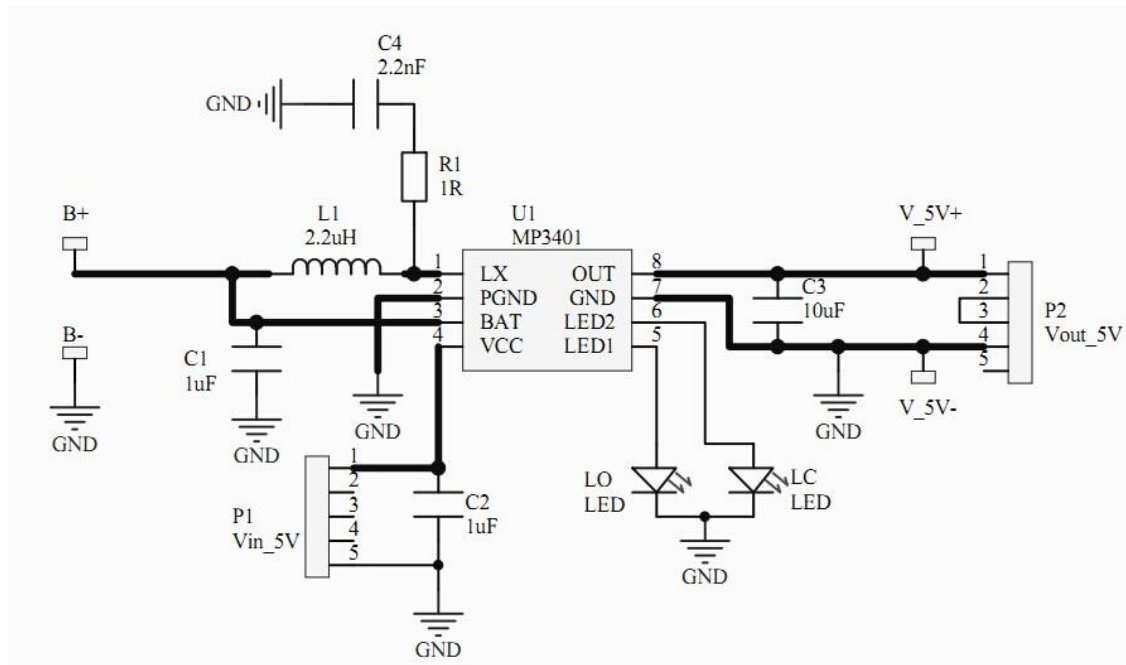 C4
2.2nF
GND
R1
1R
B+
L1
2.2uH
U1
MP3401
V_5V+
1
LX
OUT
8
1
2
PGND
GND
7
C3
2
3
BAT
LED2
6
10uF
3
P2
4
VCC
LED1
5
4
Vout_5V
5
B-
C1
1uF
GND
GND
GND
GND
V_5V-
1
2
P1
3
Vin_5V
4
5
C2
1uF
LO
LED
LC
LED
GND
GND